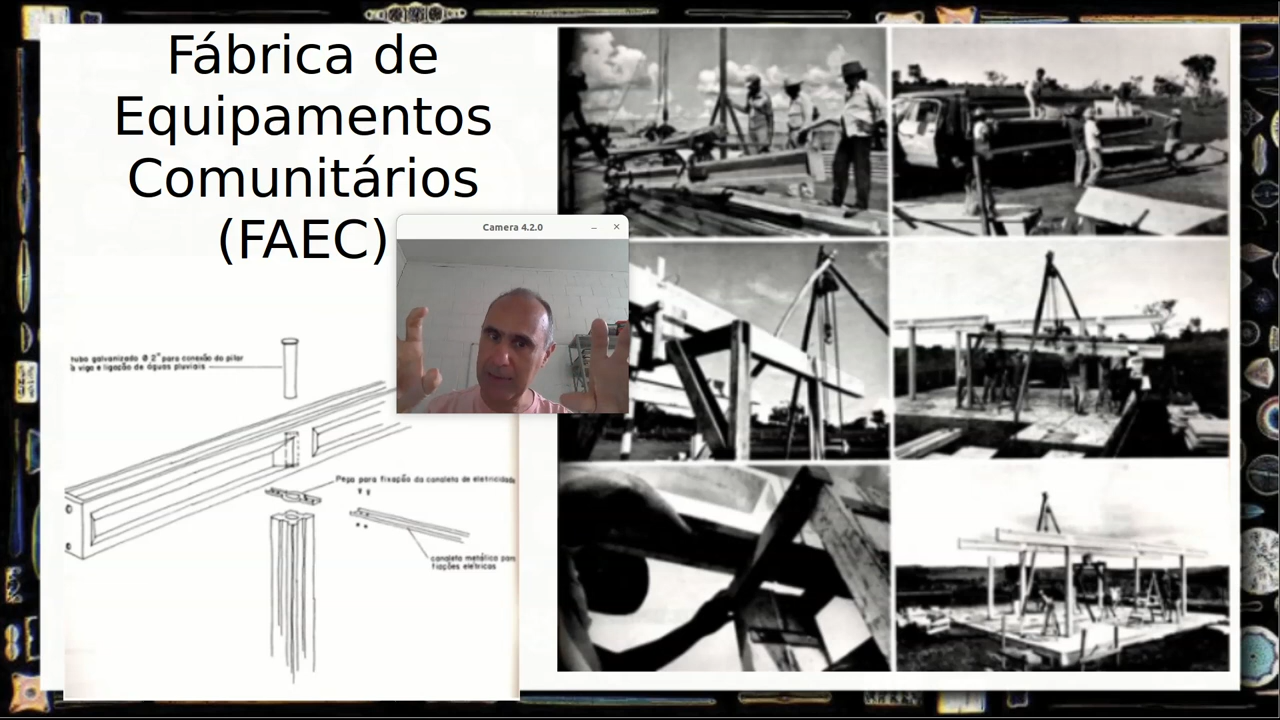 Fábrica de
Equipamentos
Comunitários
(FAEC)
Camera 4.2.0
tubo galvanizado Ø 2" para conexão do pilar
à viga e ligação de águas pluviais
Peça para fixação da canaleta de eletricidade
canaleta metálica para
fiações elétricas